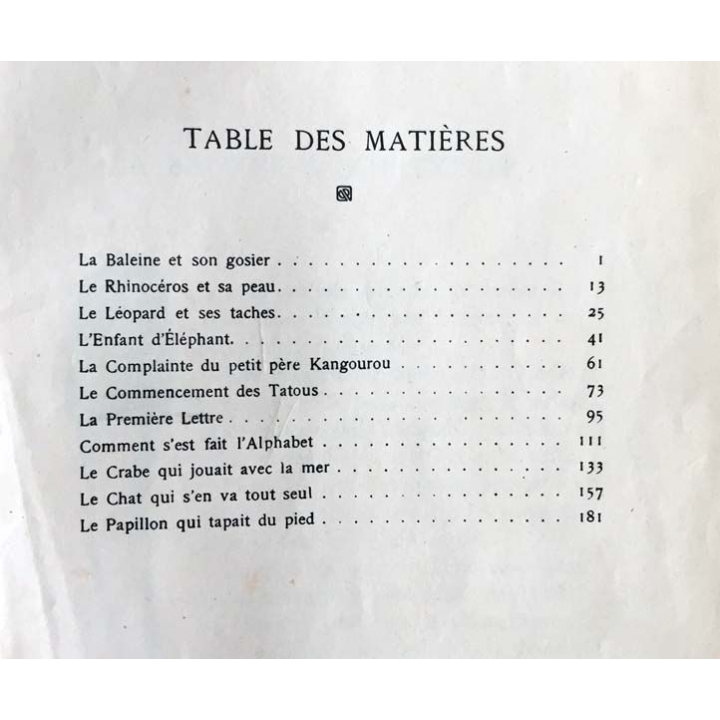 TABLE DES MATIÈRES
La Baleine et son gosier . . . . . . . . . . . . . . . . . . 1
Le Rhinocéros et sa peau. . . . . . . . . . . . . . . . . . 13
Le Léopard et ses taches. . . . . . . . . . . . . . . . . . 25
L'Enfant d'Éléphant. . . . . . . . . . . . . . . . . . . . 41
La Complainte du petit père Kangourou . . . . . . . . . . . 61
Le Commencement des Tatous . . . . . . . . . . . . . . . . 73
La Première Lettre . . . . . . . . . . . . . . . . . . . . 95
Comment s'est fait l'Alphabet . . . . . . . . . . . . . . . 111
Le Crabe qui jouait avec la mer . . . . . . . . . . . . . . 133
Le Chat qui s'en va tout seul . . . . . . . . . . . . . . . 157
Le Papillon qui tapait du pied . . . . . . . . . . . . . . 181